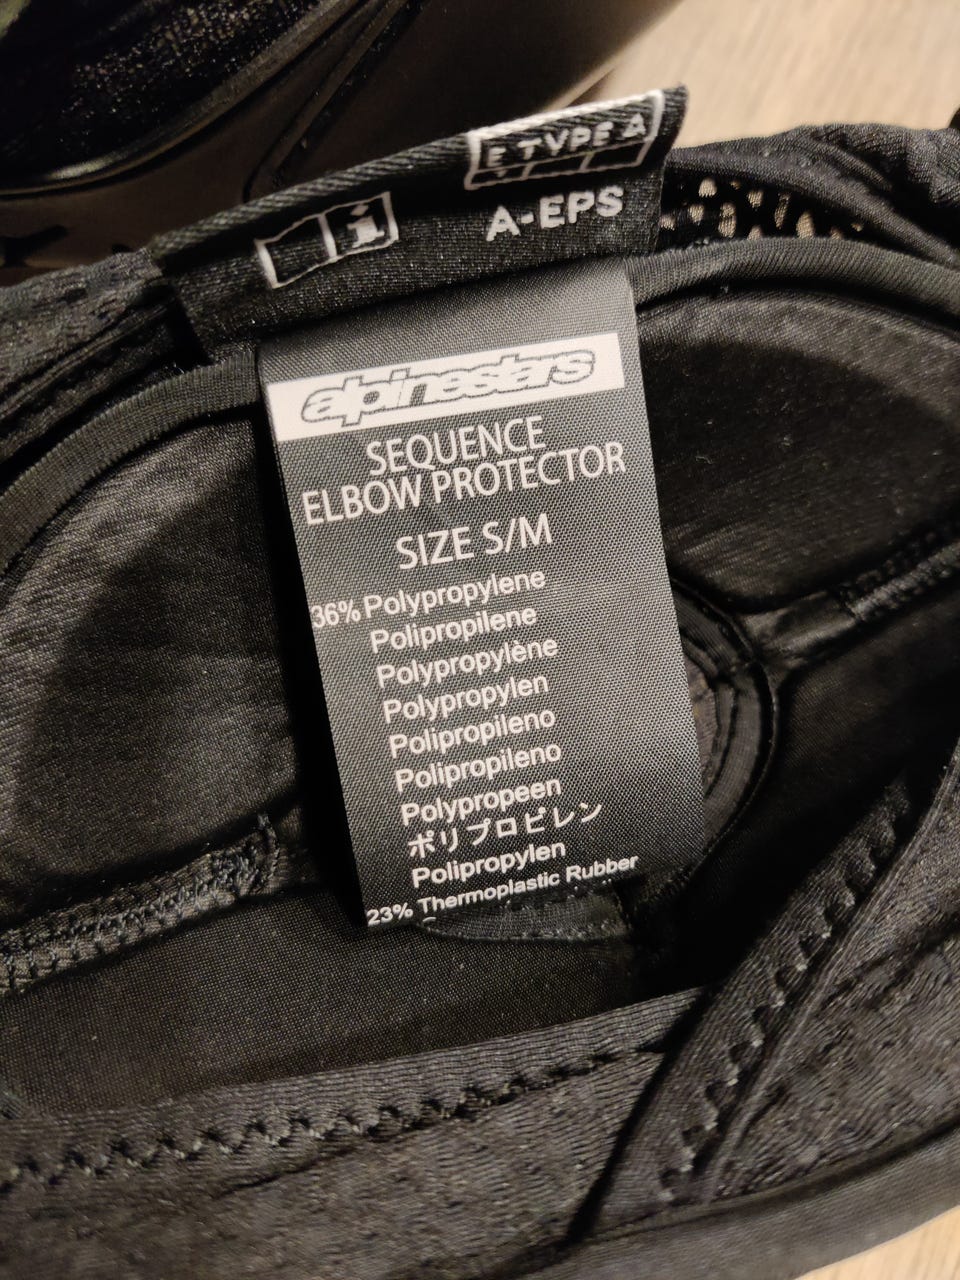 E TYPE A
i
A-EPS
alpinestars
SEQUENCE
ELBOW PROTECTOR
SIZE S/M
36% Polypropylene
Polipropilene
Polypropylène
Polypropylen
Polipropileno
Polipropileno
Polypropeen
ポリプロピレン
Polipropylen
23% Thermoplastic Rubber